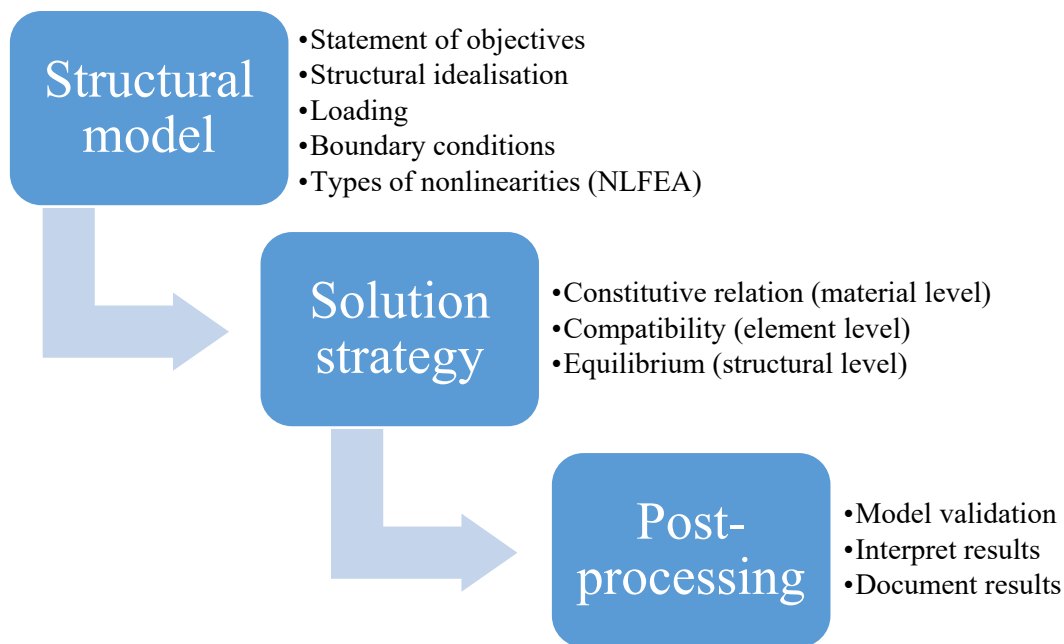 Structural
model
•Statement of objectives
•Structural idealisation
•Loading
•Boundary conditions
•Types of nonlinearities (NLFEA)
Solution
strategy
•Constitutive relation (material level)
•Compatibility (element level)
•Equilibrium (structural level)
Post-
processing
•Model validation
•Interpret results
•Document results